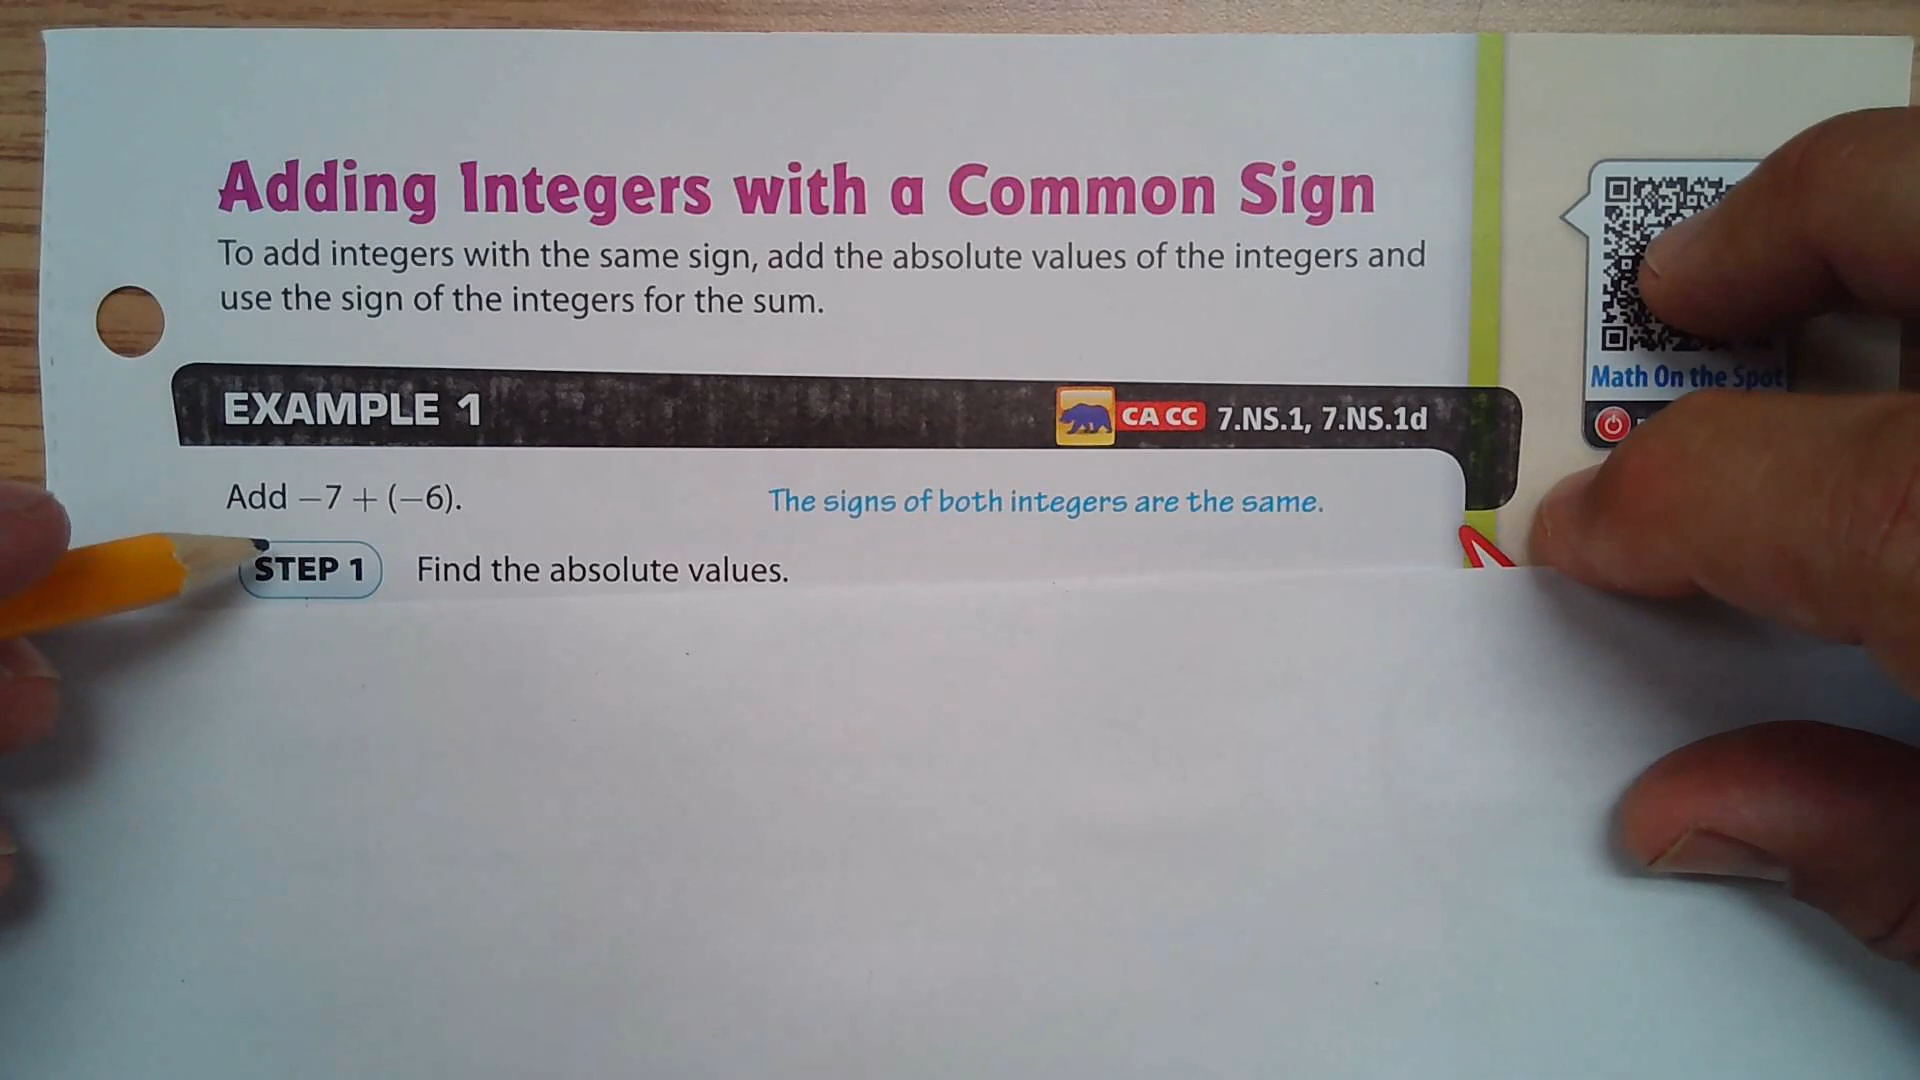 Adding Integers with a Common Sign
To add integers with the same sign, add the absolute values of the integers and
use the sign of the integers for the sum.
Math On the Spot
EXAMPLE 1
CA CC 7.NS.1, 7.NS.1d
Add −7 + (−6).
The signs of both integers are the same.
STEP 1 Find the absolute values.